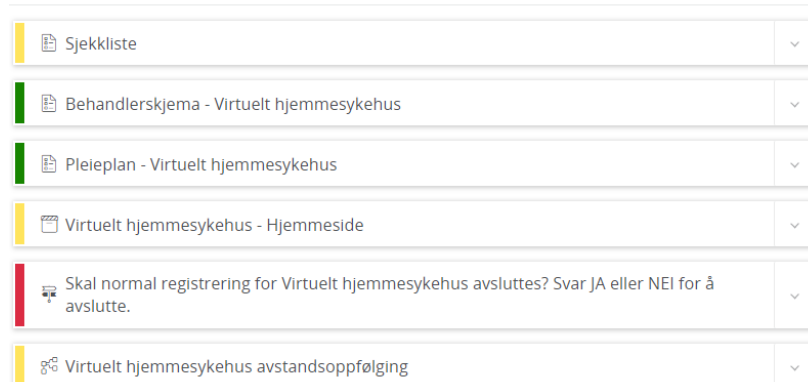 Sjekkliste
Behandlerskjema - Virtuelt hjemmesykehus
Pleieplan - Virtuelt hjemmesykehus
Virtuelt hjemmesykehus - Hjemmeside
Skal normal registrering for Virtuelt hjemmesykehus avsluttes? Svar JA eller NEI for å
avslutte.
Virtuelt hjemmesykehus avstandsoppfølging